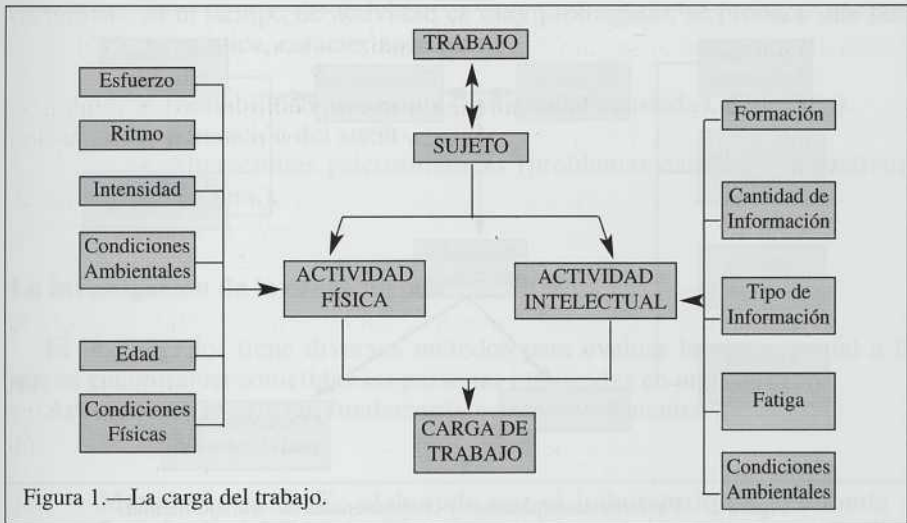 TRABAJO
Esfuerzo
Ritmo
Intensidad
Condiciones
Ambientales
Edad
Condiciones
Físicas
SUJETO
ACTIVIDAD
FÍSICA
ACTIVIDAD
INTELECTUAL
CARGA DE
TRABAJO
Formación
Cantidad de
Información
Tipo de
Información
Fatiga
Condiciones
Ambientales
Figura 1.—La carga del trabajo.